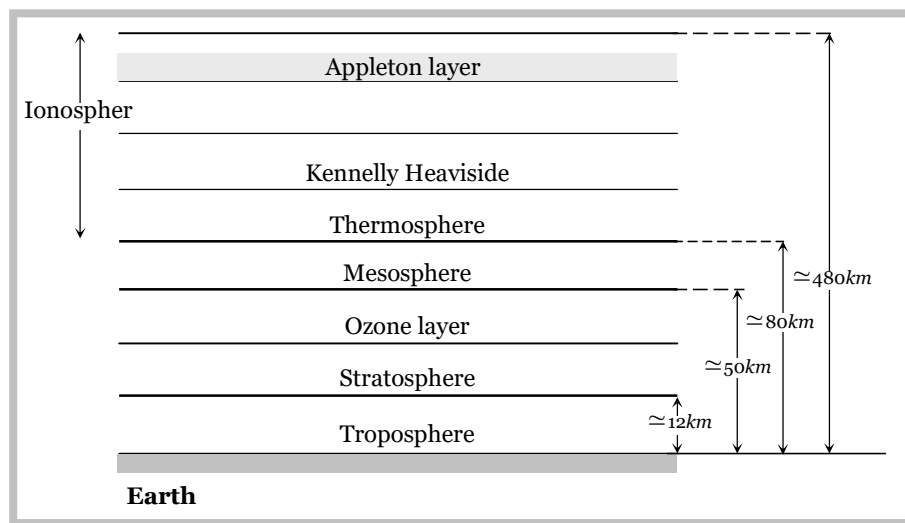 Appleton layer
Ionospher
Kennelly Heaviside
Thermosphere
Mesosphere
≃480km
Ozone layer
≃80km
Stratosphere
≃50km
≃12km
Troposphere
Earth